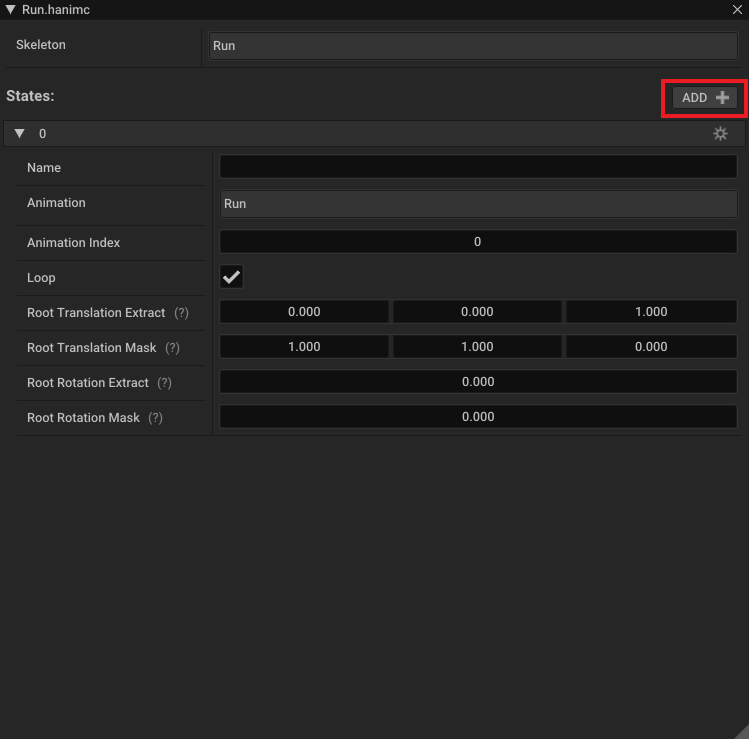 Run.hanimc
Skeleton Run
States: ADD
0
Name
Animation Run
Animation Index 0
Loop
Root Translation Extract (?) 0.000 0.000 1.000
Root Translation Mask (?) 1.000 1.000 0.000
Root Rotation Extract (?) 0.000
Root Rotation Mask (?) 0.000